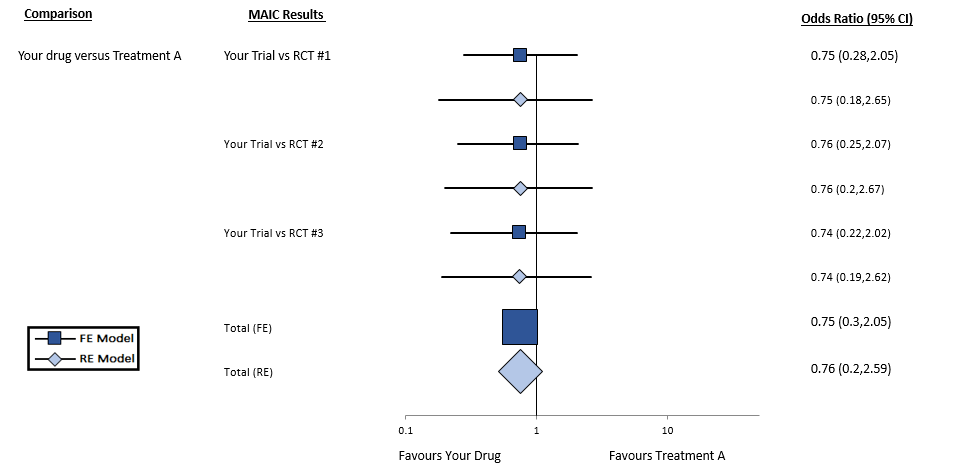 Comparison MAIC Results Odds Ratio (95% CI)
Your drug versus Treatment A Your Trial vs RCT #1 0.75 (0.28,2.05)
0.75 (0.18,2.65)
Your Trial vs RCT #2 0.76 (0.25,2.07)
0.76 (0.2,2.67)
Your Trial vs RCT #3 0.74 (0.22,2.02)
0.74 (0.19,2.62)
Total (FE) 0.75 (0.3,2.05)
FE Model
RE Model
Total (RE) 0.76 (0.2,2.59)
0.1 1 10
Favours Your Drug Favours Treatment A